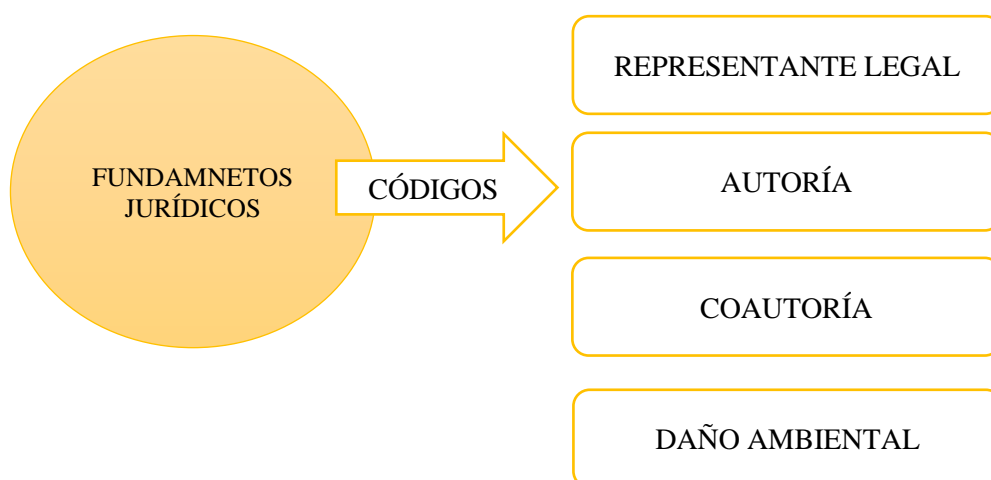 FUNDAMNETOS
JURÍDICOS
CÓDIGOS
REPRESENTANTE LEGAL
AUTORÍA
COAUTORÍA
DAÑO AMBIENTAL